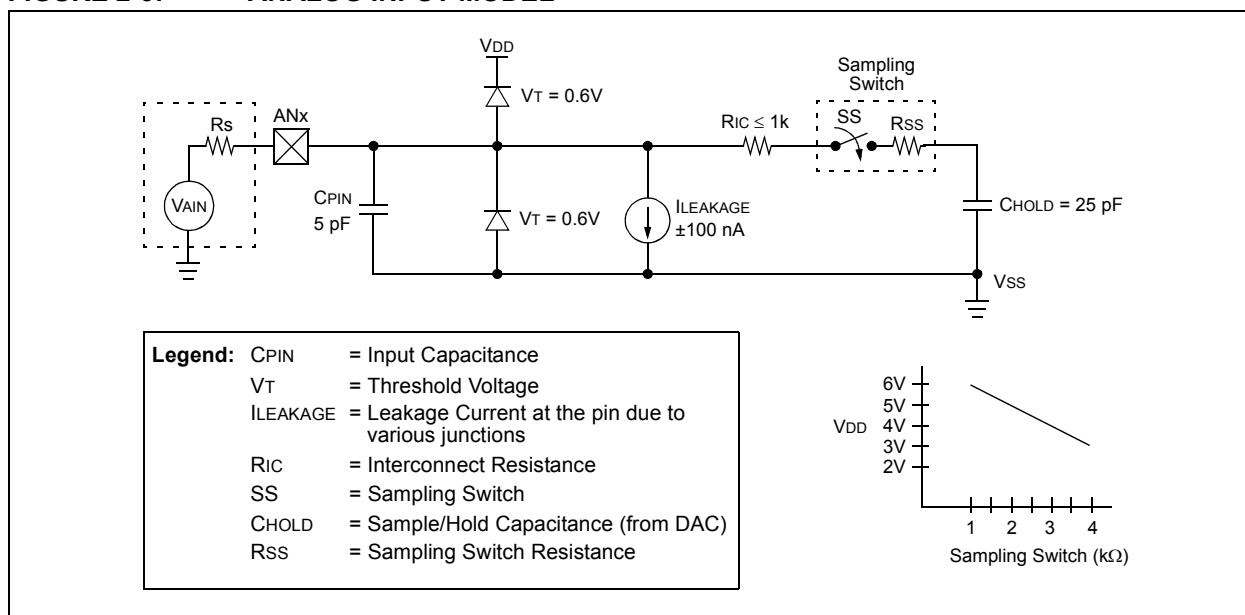 VDD
Sampling
Switch
VT = 0.6V
ANx
Rs
RIC ≤ 1k
SS
RSS
VAIN
CPIN
5 pF
VT = 0.6V
ILEAKAGE
±100 nA
CHOLD = 25 pF
VSS
Legend: CPIN = Input Capacitance
VT = Threshold Voltage
ILEAKAGE = Leakage Current at the pin due to
various junctions
RIC = Interconnect Resistance
SS = Sampling Switch
CHOLD = Sample/Hold Capacitance (from DAC)
RSS = Sampling Switch Resistance
6V
5V
VDD 4V
3V
2V
1 2 3 4
Sampling Switch (kΩ)